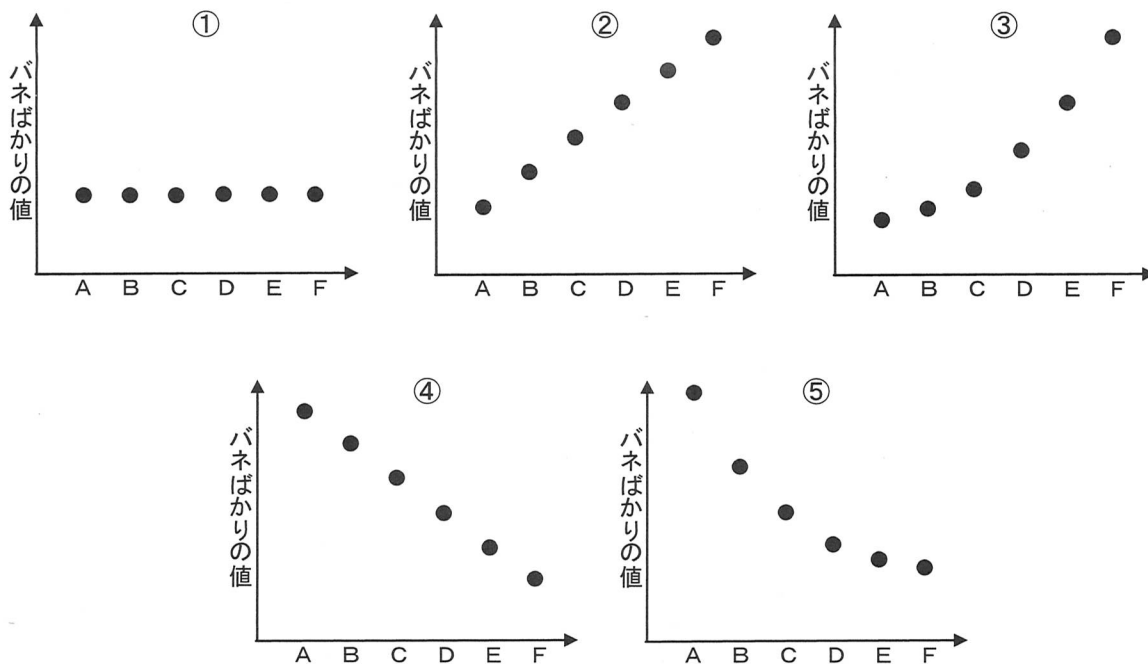 ①
バネばかりの値
A B C D E F
②
バネばかりの値
A B C D E F
③
バネばかりの値
A B C D E F
④
バネばかりの値
A B C D E F
⑤
バネばかりの値
A B C D E F